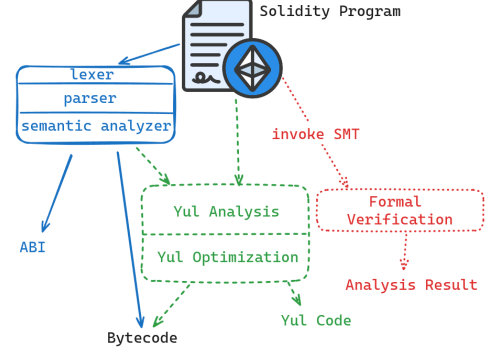 Solidity Program
lexer
parser
semantic analyzer
invoke SMT
Yul Analysis
Yul Optimization
Formal
Verification
ABI
Analysis Result
Yul Code
Bytecode